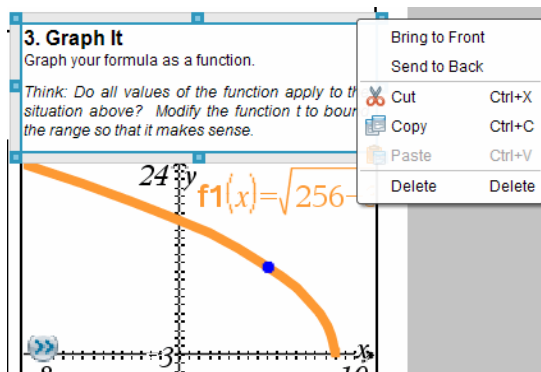 3. Graph It
Graph your formula as a function.
Think: Do all values of the function apply to
situation above? Modify the function t to
the range so that it makes sense.
Bring to Front
Send to Back
Cut Ctrl+X
Copy Ctrl+C
Paste Ctrl+V
Delete Delete
24 y
f1(x)=√256-
-3
x
10